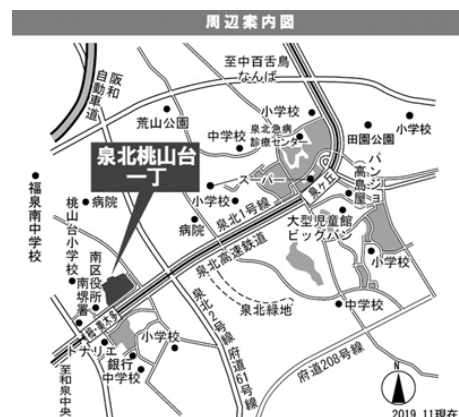 周辺案内図
至中百舌鳥
なんば
阪和
自動車道
荒山公園
小学校
泉北急病
診療センター
中学校
田園公園
小学校
泉北桃山台
一丁
スーパー
泉ヶ丘
パンジョ
高島屋
福泉南中学校
病院
小学校
病院
泉北1号線
大型児童館
ビッグバン
桃山台小学校
南区役所
南堺署
泉北高速鉄道
小学校
泉北緑地
中学校
栂・美木多
トナリエ
銀行
中学校
小学校
泉北2号線
府道61号線
府道208号線
至和泉中央
N
2019.11現在